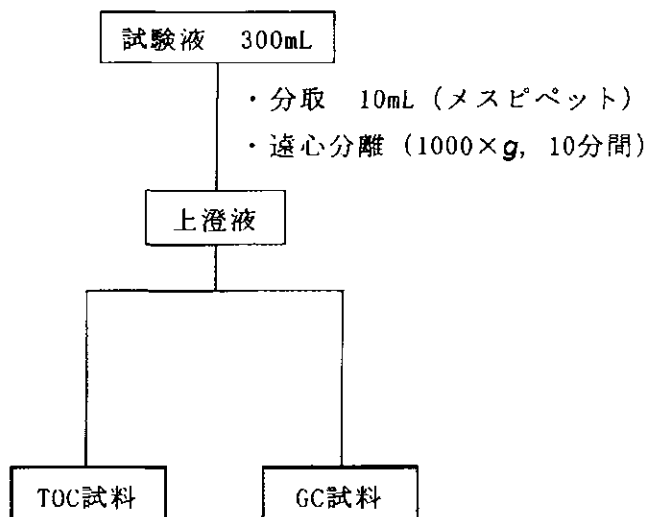 試験液 300mL
・分取 10mL (メスピペット)
・遠心分離 (1000×g, 10分間)
上澄液
TOC試料
GC試料